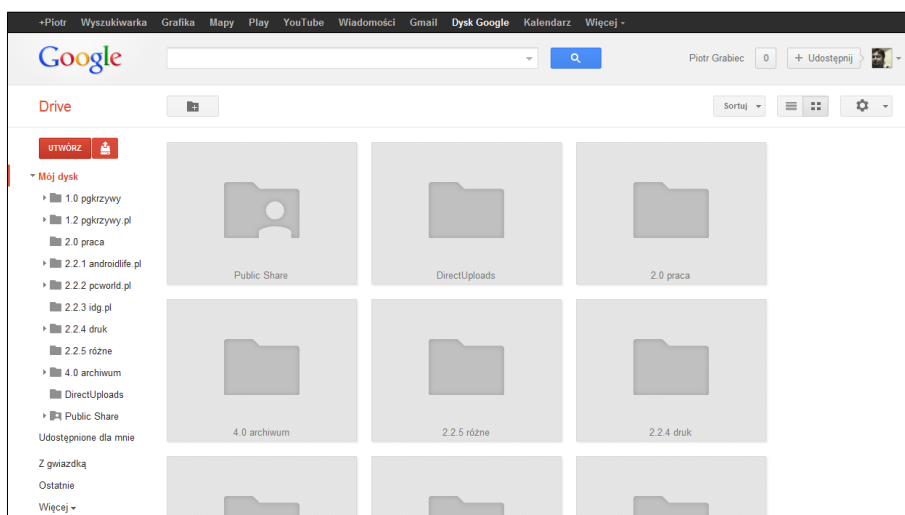 +Piotr Wyszukiwarka Grafika Mapy Play YouTube Wiadomości Gmail Dysk Google Kalendarz Więcej
Google
Piotr Grabiec 0 + Udostępnij
Drive
Sortuj
UTWÓRZ
Mój dysk
1.0 pgkrzywy
1.2 pgkrzywy.pl
2.0 praca
2.2.1 androidlife.pl
2.2.2 pcworld.pl
2.2.3 idg.pl
2.2.4 druk
2.2.5 różne
4.0 archiwum
DirectUploads
Public Share
Udostępnione dla mnie
Z gwiazdką
Ostatnie
Więcej
Public Share DirectUploads 2.0 praca
4.0 archiwum 2.2.5 różne 2.2.4 druk